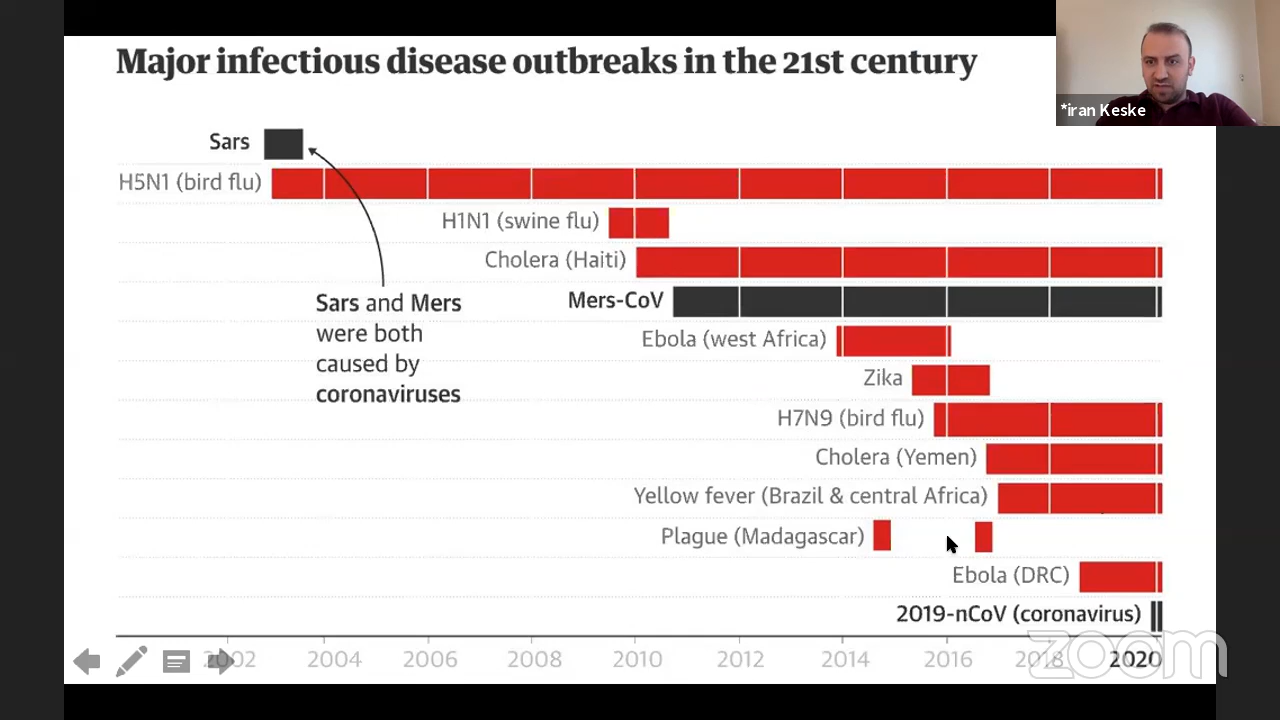 Major infectious disease outbreaks in the 21st century
*iran Keske
Sars
H5N1 (bird flu)
H1N1 (swine flu)
Cholera (Haiti)
Mers-CoV
Sars and Mers
were both
caused by
coronaviruses
Ebola (west Africa)
Zika
H7N9 (bird flu)
Cholera (Yemen)
Yellow fever (Brazil & central Africa)
Plague (Madagascar)
Ebola (DRC)
2019-nCoV (coronavirus)
2002 2004 2006 2008 2010 2012 2014 2016 2018 2020
zoom